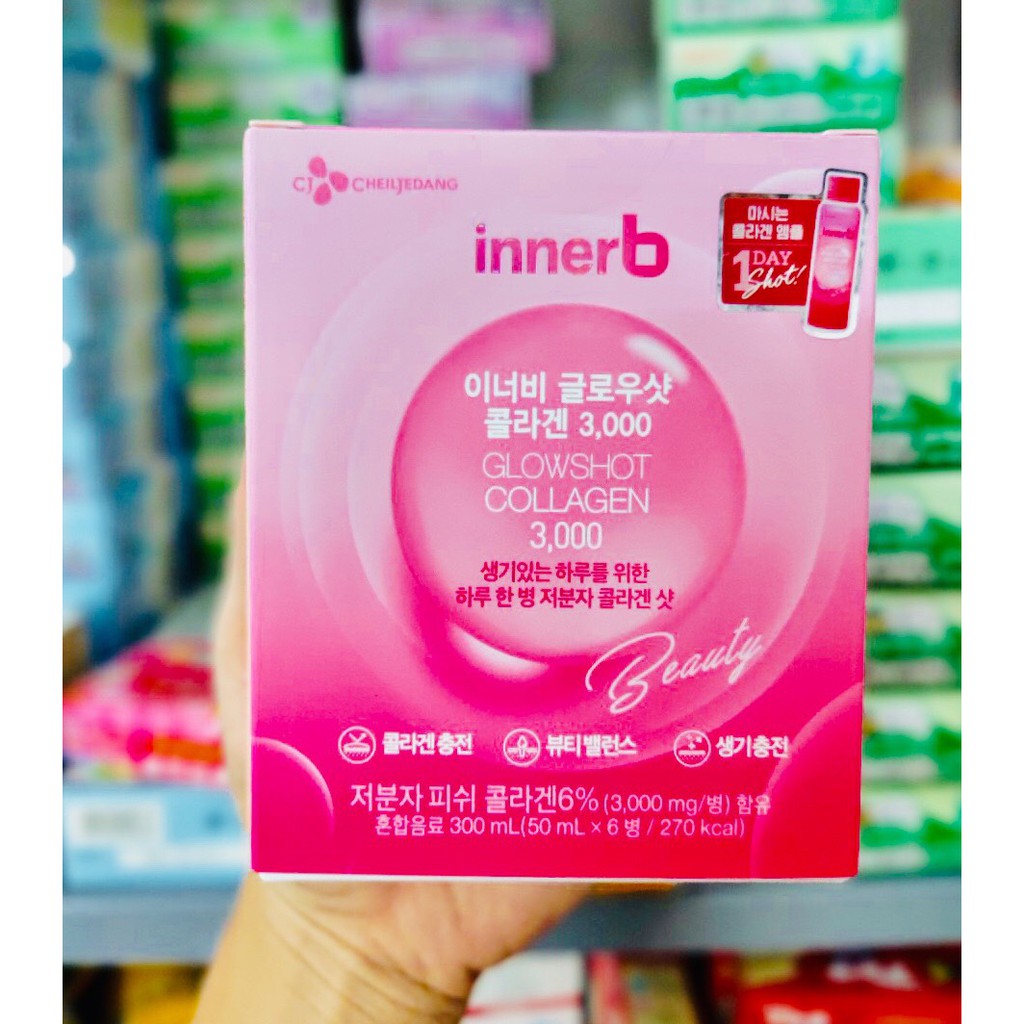 CJ CHEILJEDANG
innerb
마시는
콜라겐 앰플
1 DAY
Shot!
innerb
이너비 글로우샷
콜라겐 3,000
GLOWSHOT
COLLAGEN
3,000
생기있는 하루를 위한
하루 한 병 저분자 콜라겐 샷
Beauty
콜라겐 충전 뷰티 밸런스 생기 충전
저분자 피쉬 콜라겐6% (3,000 mg/병) 함유
혼합음료 300 mL(50 mL × 6 병 / 270 kcal)